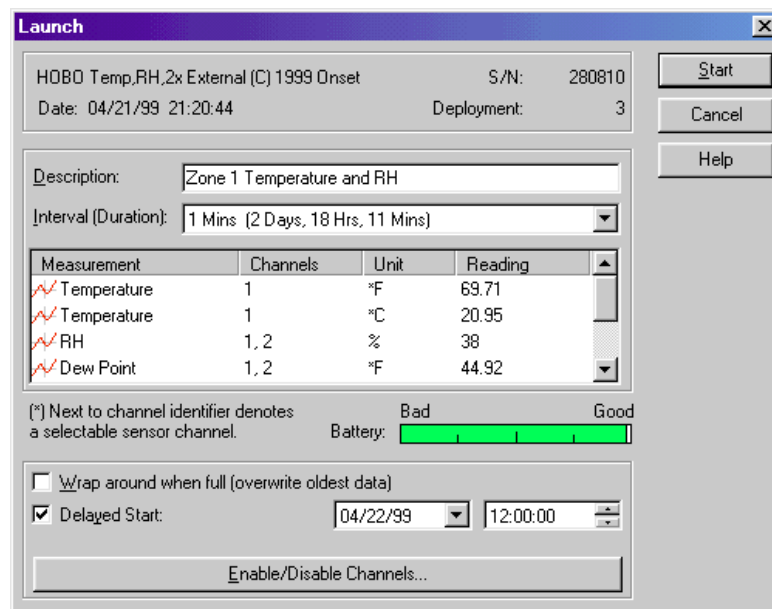 Launch
HOBO Temp,RH,2x External (C) 1999 Onset S/N: 280810
Date: 04/21/99 21:20:44 Deployment: 3
Start
Cancel
Help
Description: Zone 1 Temperature and RH
Interval (Duration): 1 Mins (2 Days, 18 Hrs, 11 Mins)
Measurement Channels Unit Reading
Temperature 1 *F 69.71
Temperature 1 *C 20.95
RH 1, 2 % 38
Dew Point 1, 2 *F 44.92
(*) Next to channel identifier denotes
a selectable sensor channel.
Bad Good
Battery:
Wrap around when full (overwrite oldest data)
Delayed Start: 04/22/99 12:00:00
Enable/Disable Channels...